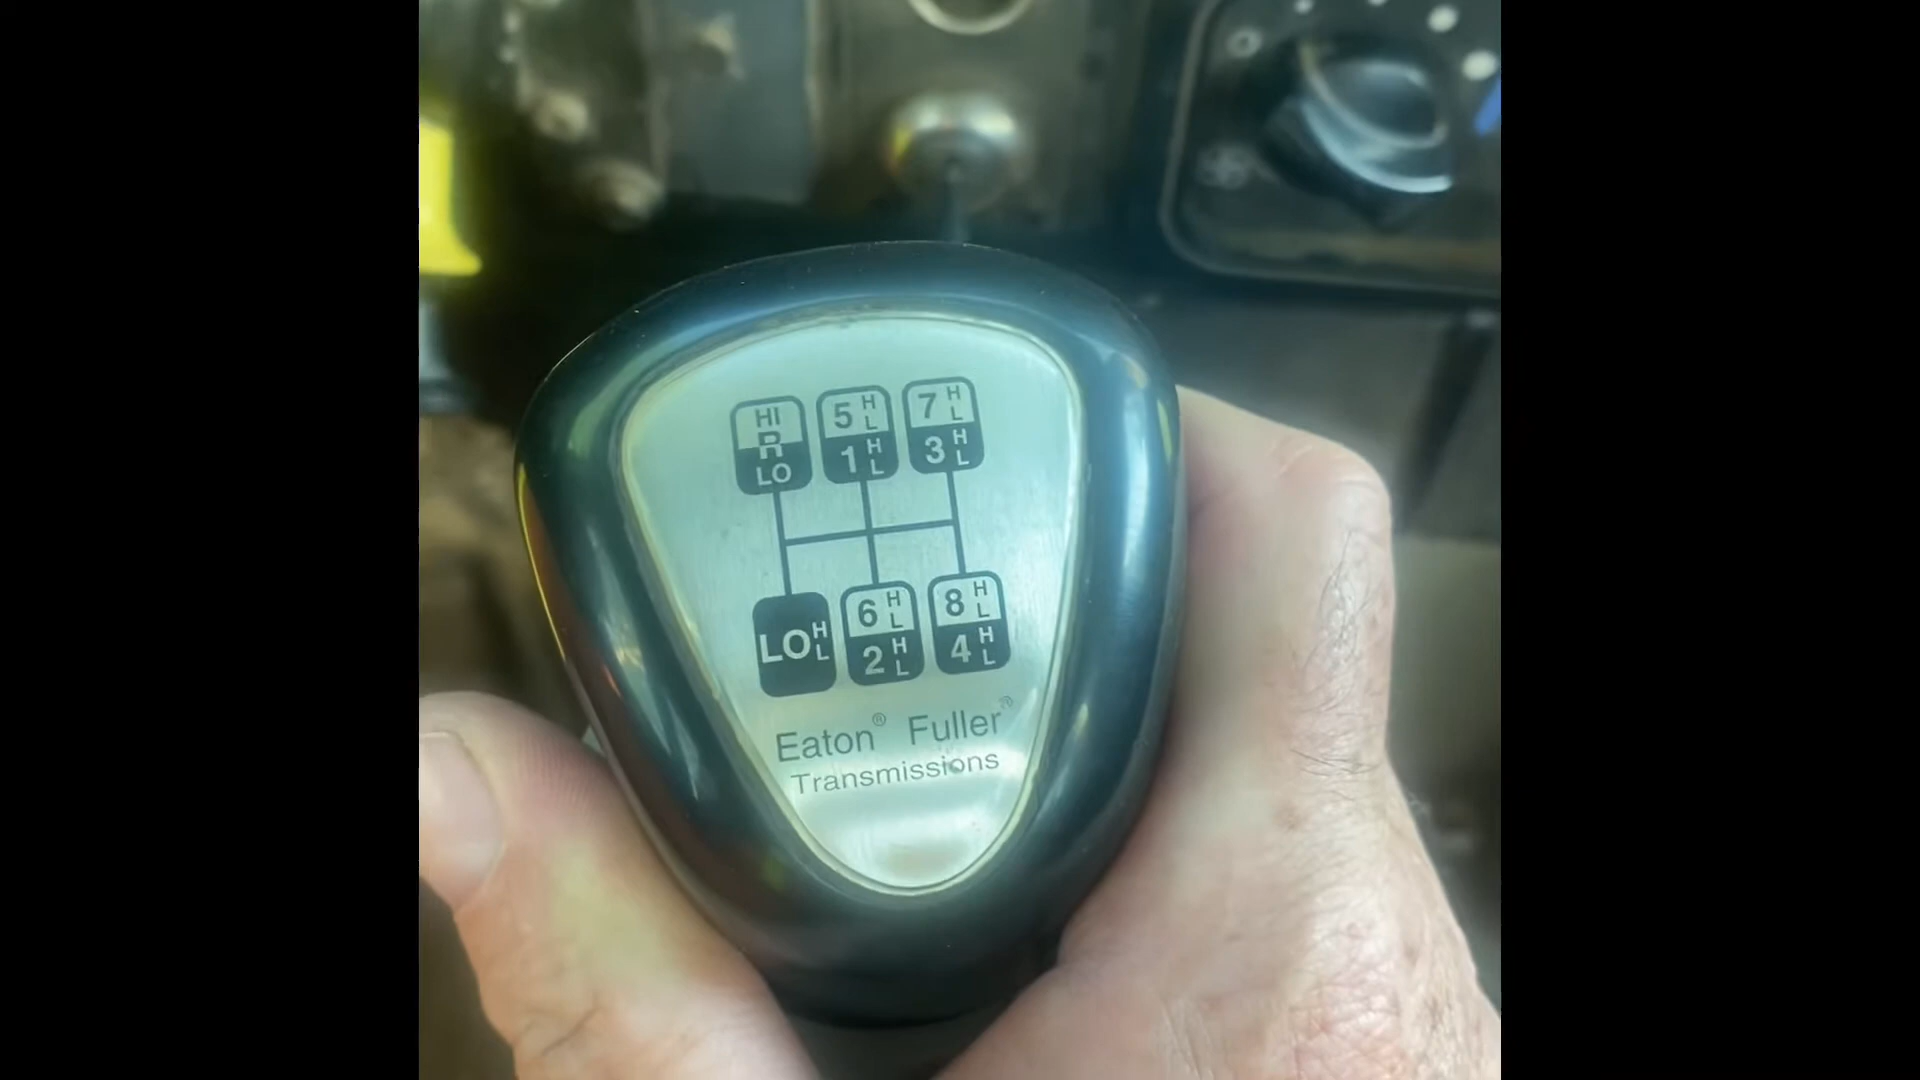 HI R LO
5 H L
1 H L
7 H L
3 H L
LO H L
6 H L
2 H L
8 H L
4 H L
Eaton® Fuller®
Transmissions